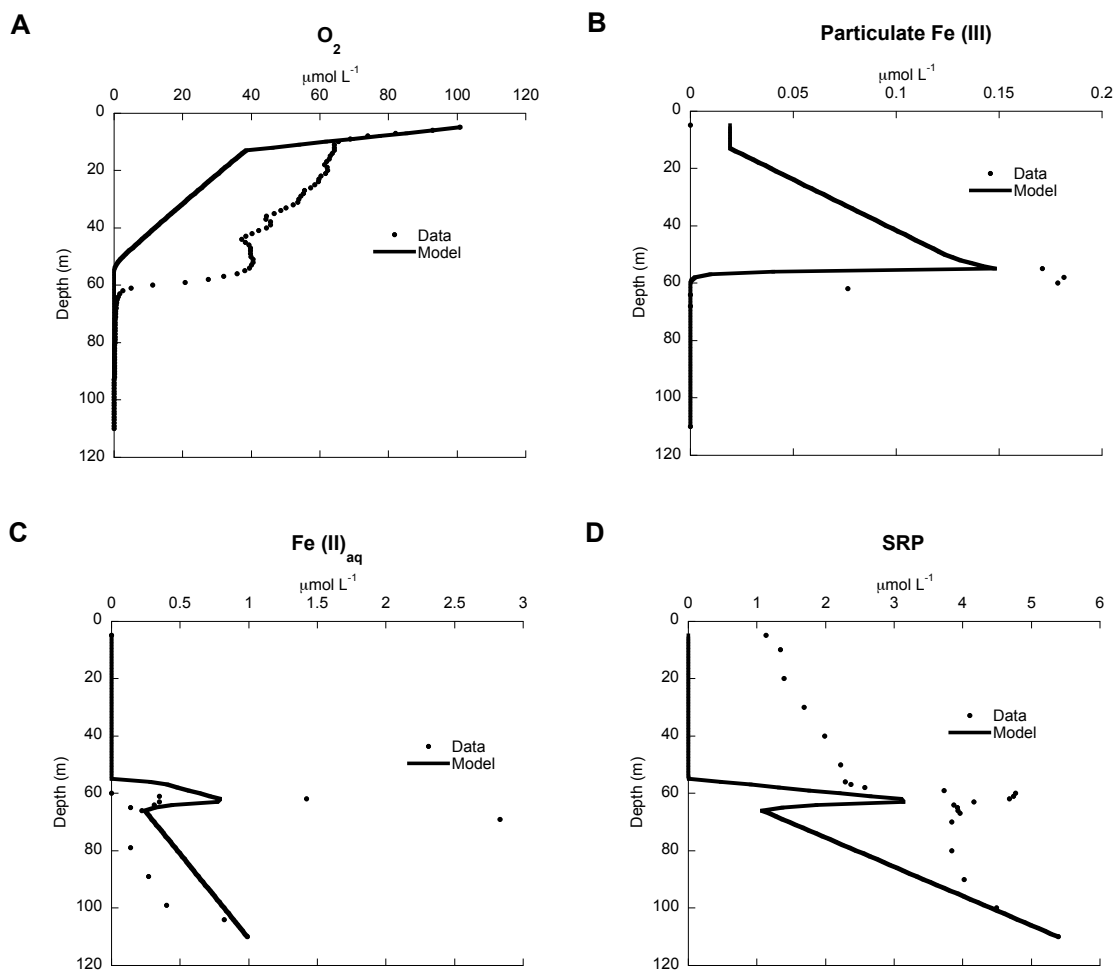 A
O2
μmol L-1
0 20 40 60 80 100 120
0
20
40
60
80
100
120
Depth (m)
Data
Model
B
Particulate Fe (III)
μmol L-1
0 0.05 0.1 0.15 0.2
0
20
40
60
80
100
120
Depth (m)
Data
Model
C
Fe (II)aq
μmol L-1
0 0.5 1 1.5 2 2.5 3
0
20
40
60
80
100
120
Depth (m)
Data
Model
D
SRP
μmol L-1
0 1 2 3 4 5 6
0
20
40
60
80
100
120
Depth (m)
Data
Model